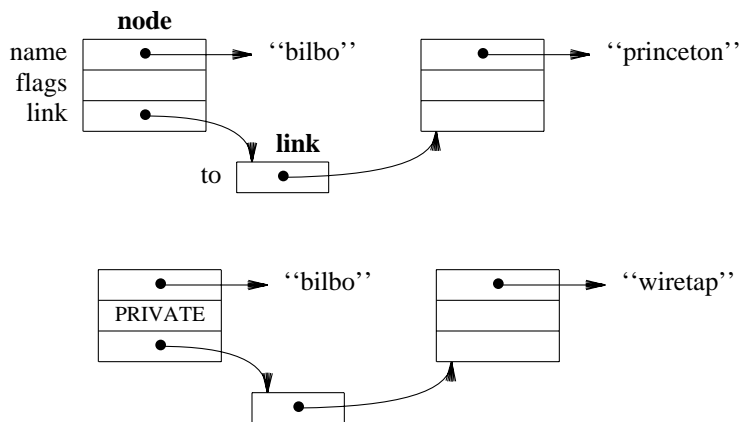 node
name ‘‘bilbo’’ ‘‘princeton’’
flags
link
link
to
‘‘bilbo’’ ‘‘wiretap’’
PRIVATE